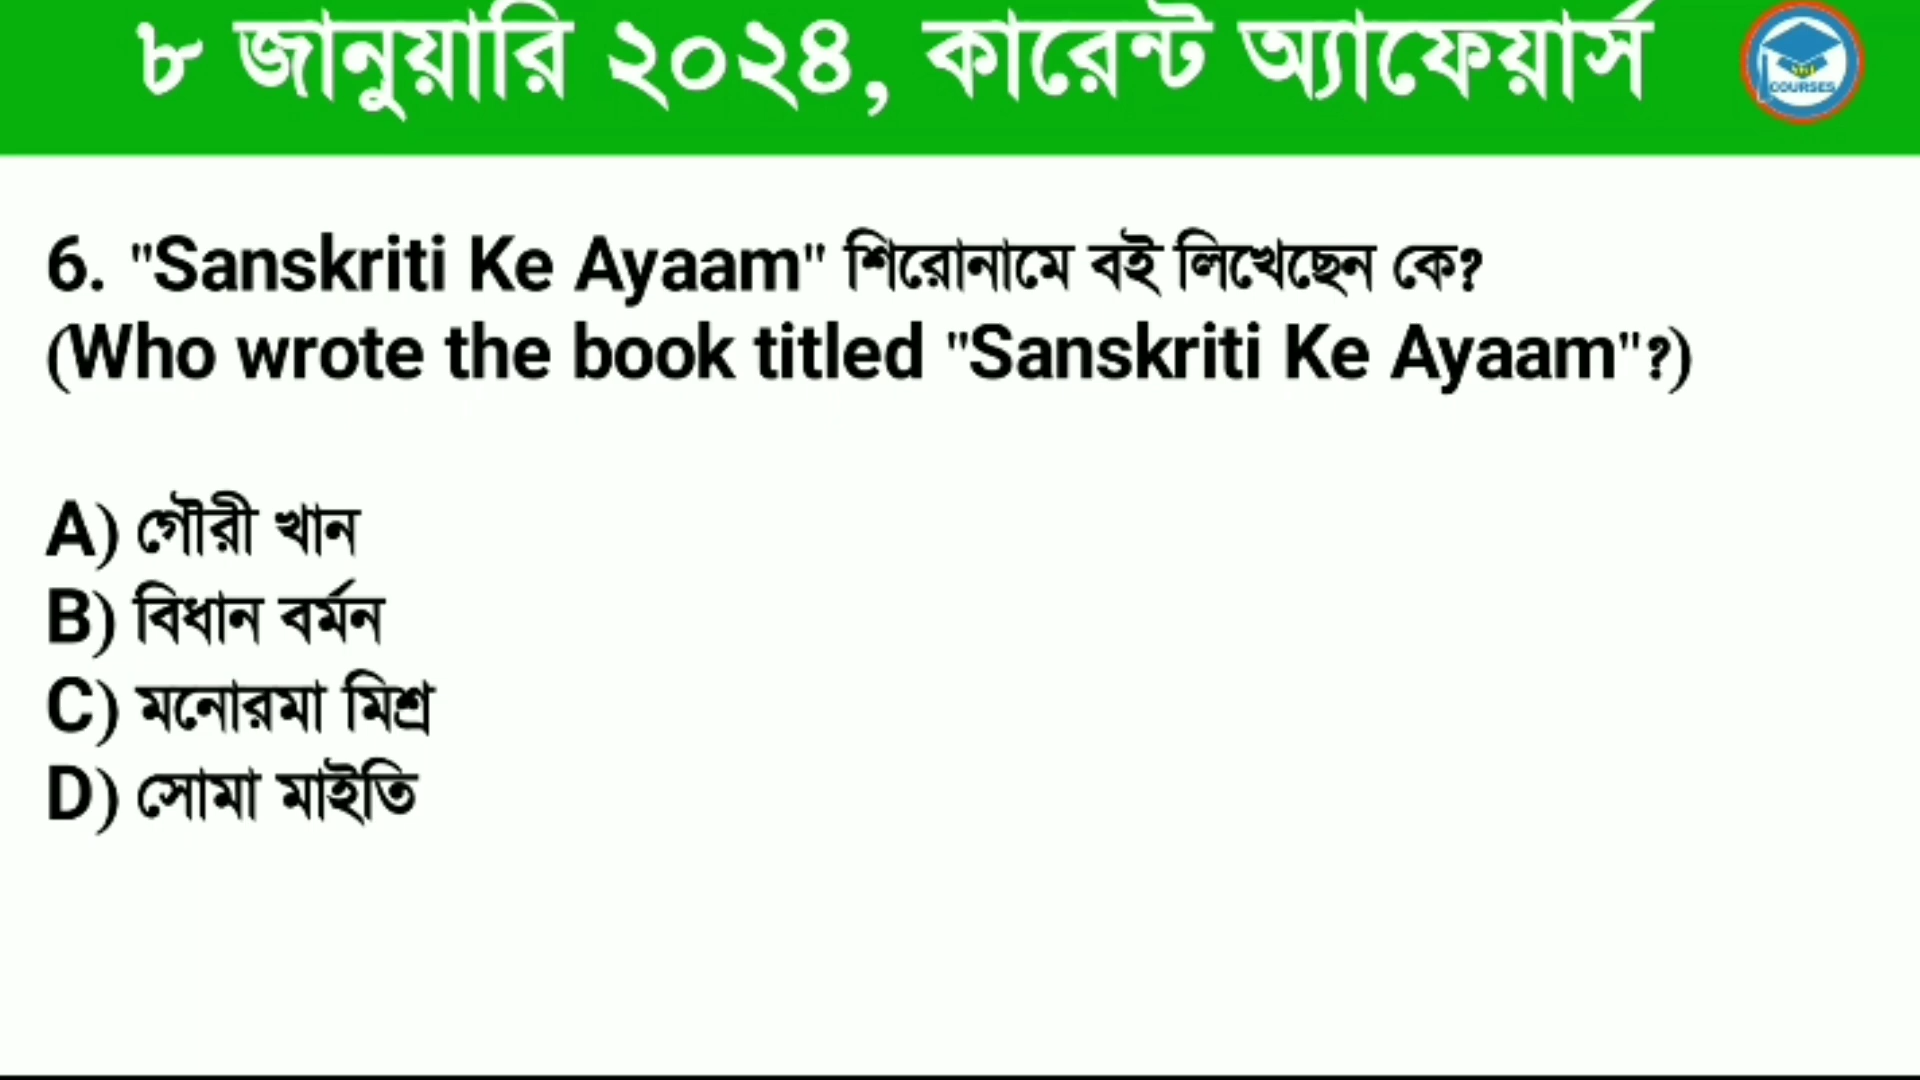 ৮ জানুয়ারি ২০২৪, কারেন্ট অ্যাফেয়ার্স
COURSES
6. "Sanskriti Ke Ayaam" শিরোনামে বই লিখেছেন কে?
(Who wrote the book titled "Sanskriti Ke Ayaam"?)
A) গৌরী খান
B) বিধান বর্মন
C) মনোরমা মিশ্র
D) সোমা মাইতি